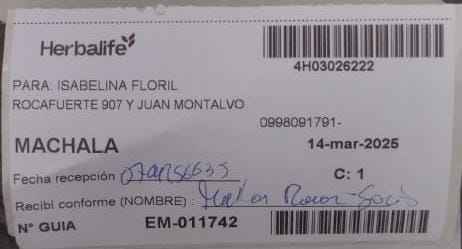 Herbalife
4H03026222
PARA: ISABELINA FLORIL
ROCAFUERTE 907 Y JUAN MONTALVO
0998091791-
MACHALA 14-mar-2025
Fecha recepción C: 1
Recibí conforme (NOMBRE) :
N° GUIA EM-011742